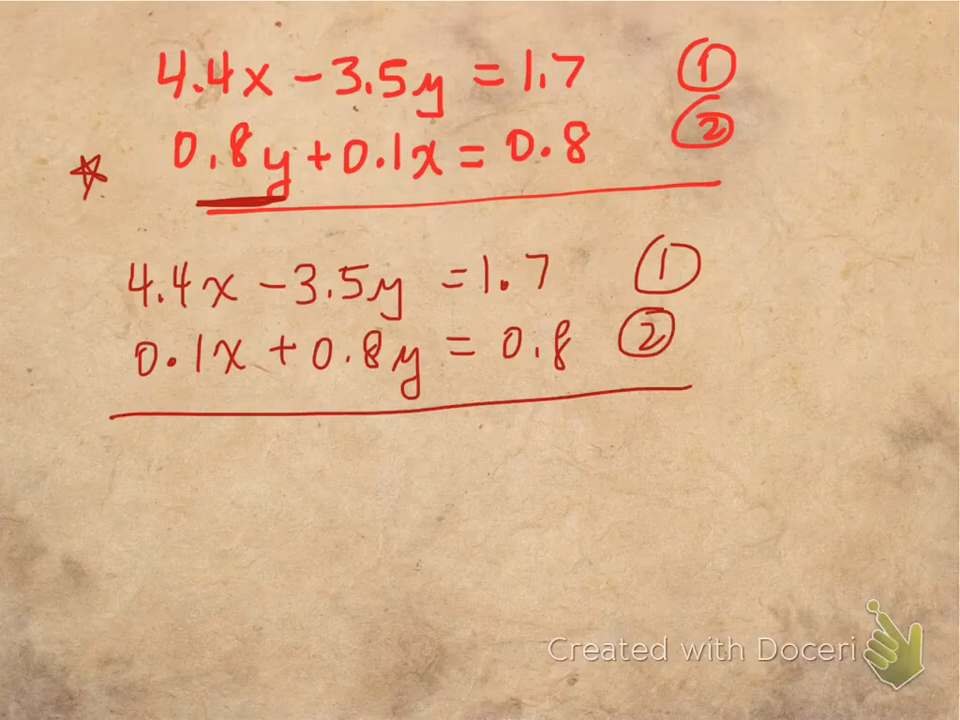 4.4x - 3.5y = 1.7 ①
0.8y + 0.1x = 0.8 ②
4.4x - 3.5y = 1.7 ①
0.1x + 0.8y = 0.8 ②
Created with Doceri